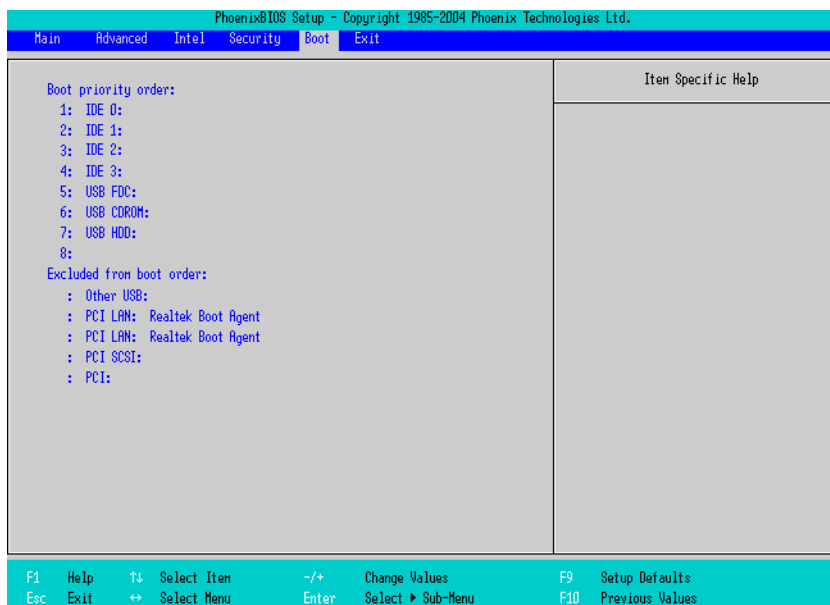 PhoenixBIOS Setup - Copyright 1985-2004 Phoenix Technologies Ltd.
Main Advanced Intel Security Boot Exit
Item Specific Help
Boot priority order:
1: IDE 0:
2: IDE 1:
3: IDE 2:
4: IDE 3:
5: USB FDC:
6: USB CDROM:
7: USB HDD:
8:
Excluded from boot order:
: Other USB:
: PCI LAN: Realtek Boot Agent
: PCI LAN: Realtek Boot Agent
: PCI SCSI:
: PCI:
F1 Help ↑↓ Select Item -/+ Change Values F9 Setup Defaults
Esc Exit ↔ Select Menu Enter Select ▶ Sub-Menu F10 Previous Values